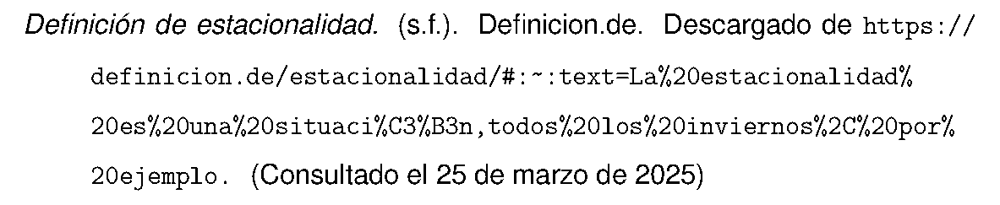 Definición de estacionalidad. (s.f.). Definicion.de. Descargado de https://
definicion.de/estacionalidad/#:~:text=La%20estacionalidad%
20es%20una%20situaci%C3%B3n,todos%20los%20inviernos%2C%20por%
20ejemplo. (Consultado el 25 de marzo de 2025)